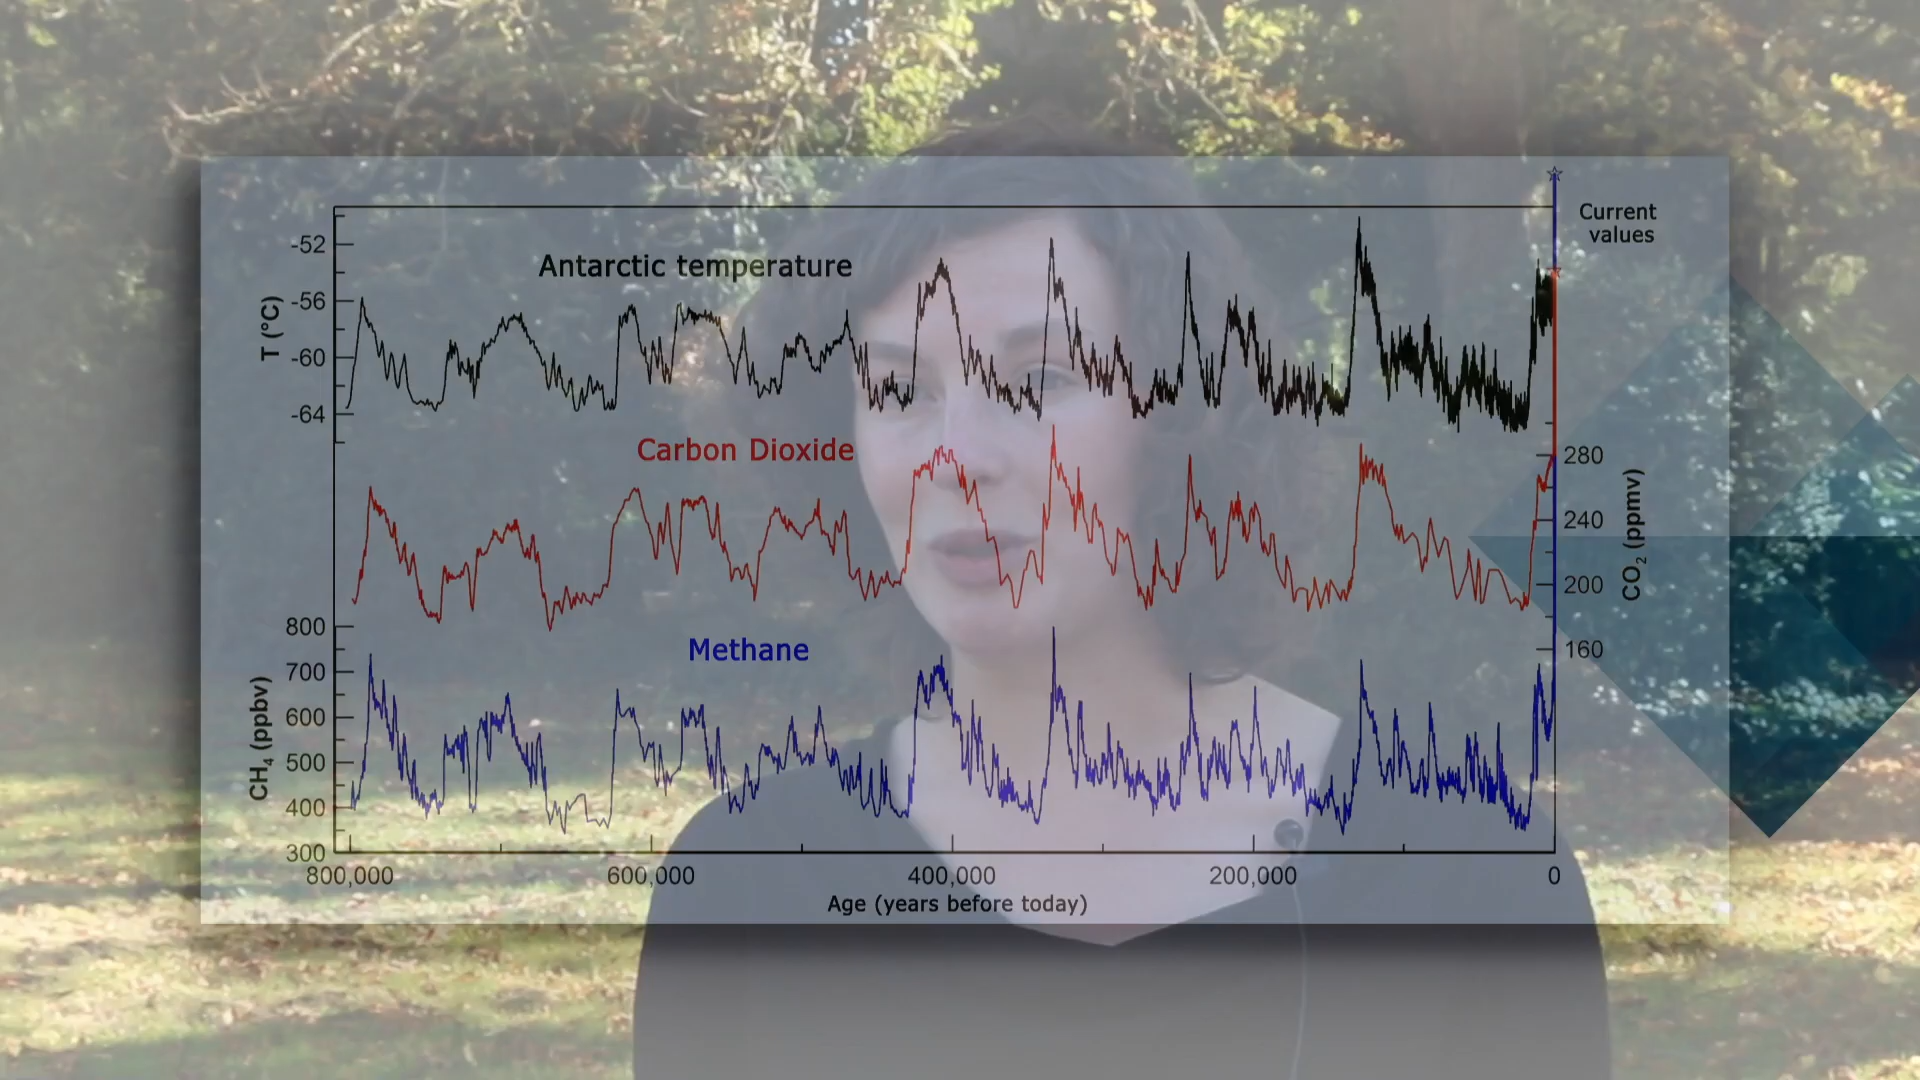 Current
values
Antarctic temperature
-52
-56
-60
-64
T (°C)
Carbon Dioxide
280
240
200
160
CO₂ (ppmv)
Methane
800
700
600
500
400
300
CH₄ (ppbv)
800,000 600,000 400,000 200,000 0
Age (years before today)